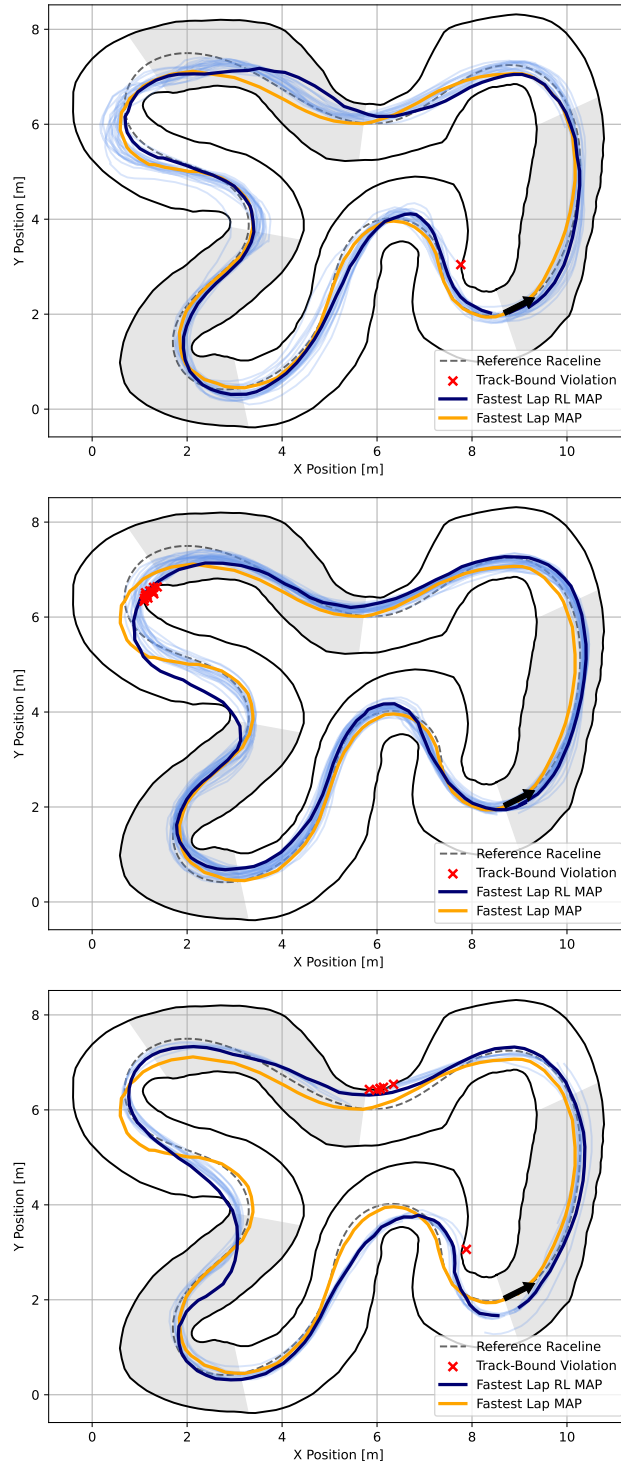 8
6
4
2
0
Y Position [m]
0 2 4 6 8 10
X Position [m]
Reference Raceline
Track-Bound Violation
Fastest Lap RL MAP
Fastest Lap MAP
8
6
4
2
0
Y Position [m]
0 2 4 6 8 10
X Position [m]
Reference Raceline
Track-Bound Violation
Fastest Lap RL MAP
Fastest Lap MAP
8
6
4
2
0
Y Position [m]
0 2 4 6 8 10
X Position [m]
Reference Raceline
Track-Bound Violation
Fastest Lap RL MAP
Fastest Lap MAP